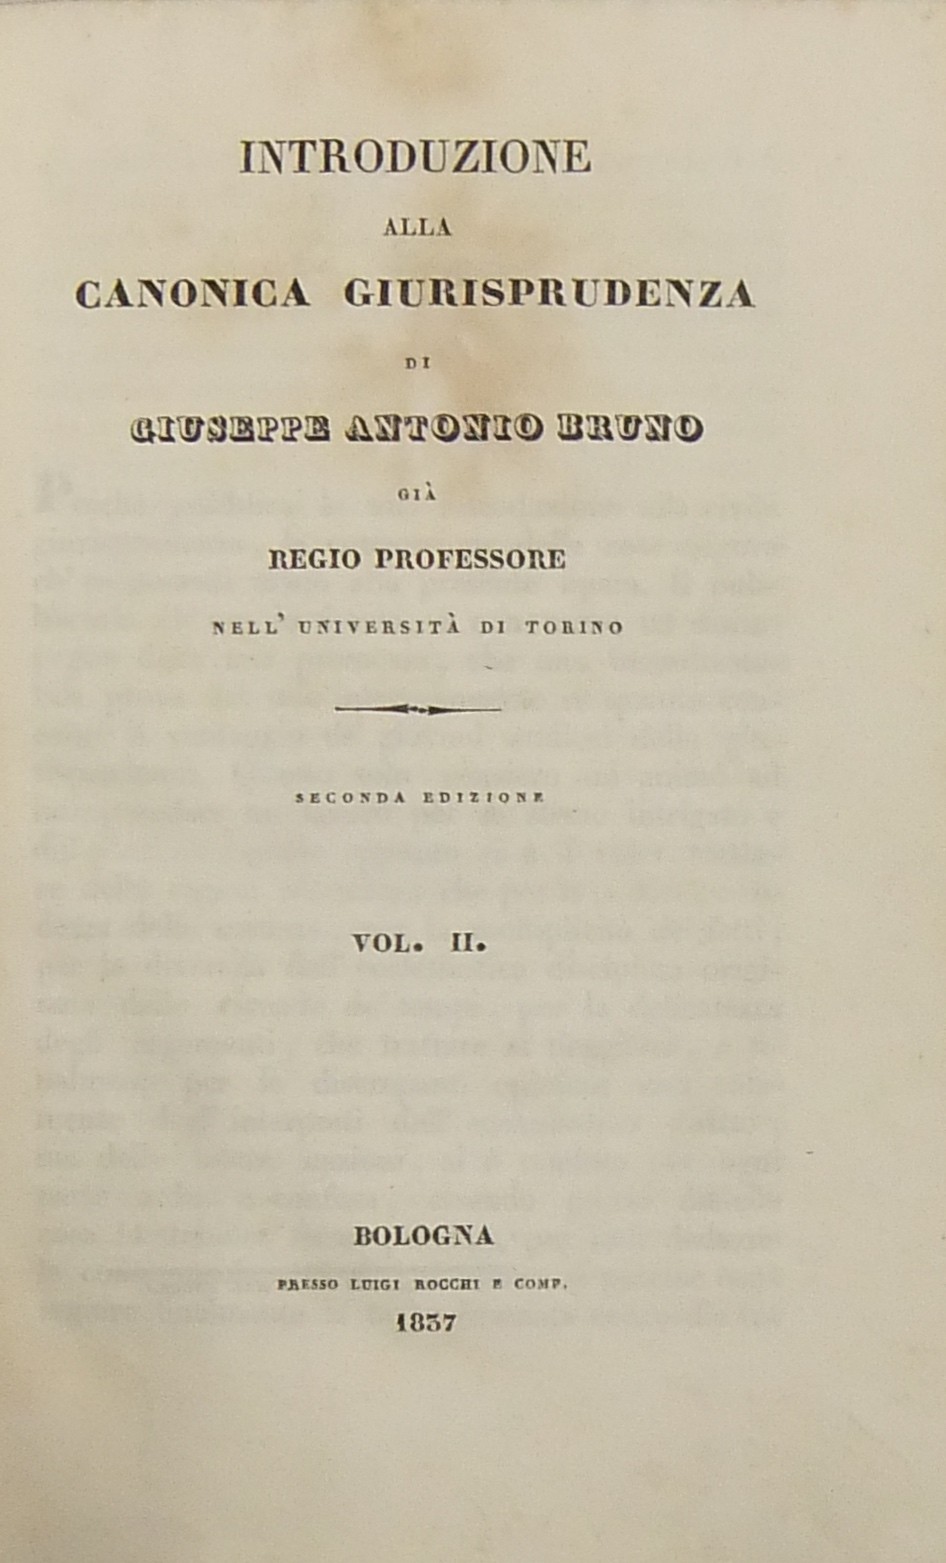 INTRODUZIONE
ALLA
CANONICA GIURISPRUDENZA
DI
GIUSEPPE ANTONIO BRUNO
GIÀ
REGIO PROFESSORE
NELL' UNIVERSITÀ DI TORINO
SECONDA EDIZIONE
VOL. II.
BOLOGNA
PRESSO LUIGI ROCCHI E COMP.
1837